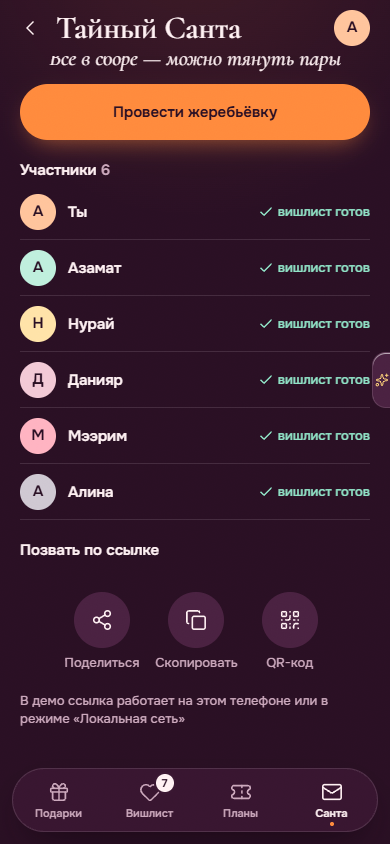 Тайный Санта
А
Все в сборе — можно тянуть пары
Провести жеребьёвку
Участники 6
А Ты вишлист готов
А Азамат вишлист готов
Н Нурай вишлист готов
Д Данияр вишлист готов
М Мээрим вишлист готов
А Алина вишлист готов
Позвать по ссылке
Поделиться Скопировать QR-код
В демо ссылка работает на этом телефоне или в
режиме «Локальная сеть»
7
Подарки Вишлист Планы Санта